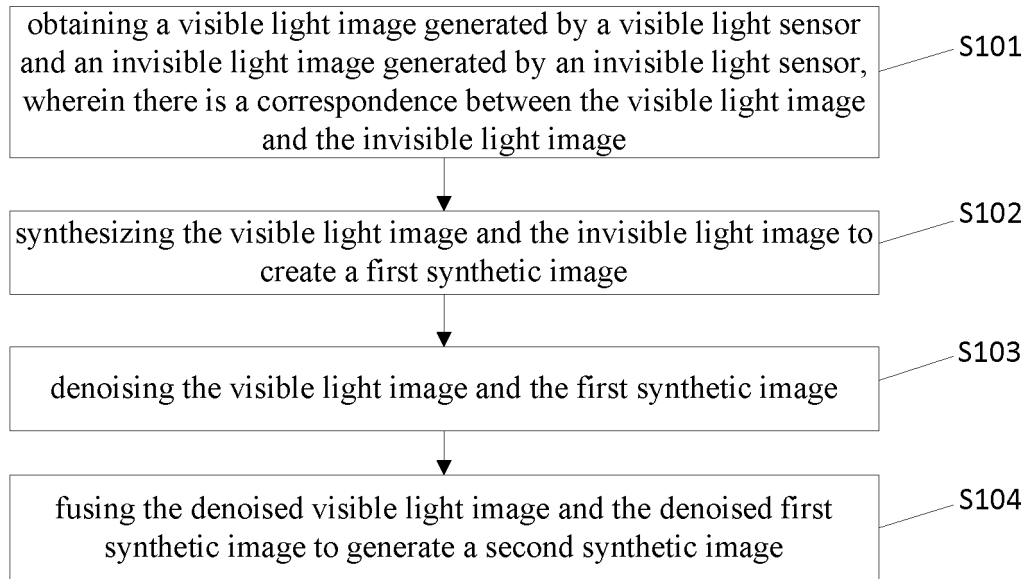 obtaining a visible light image generated by a visible light sensor
and an invisible light image generated by an invisible light sensor,
wherein there is a correspondence between the visible light image
and the invisible light image
S101
synthesizing the visible light image and the invisible light image to
create a first synthetic image
S102
denoising the visible light image and the first synthetic image
S103
fusing the denoised visible light image and the denoised first
synthetic image to generate a second synthetic image
S104